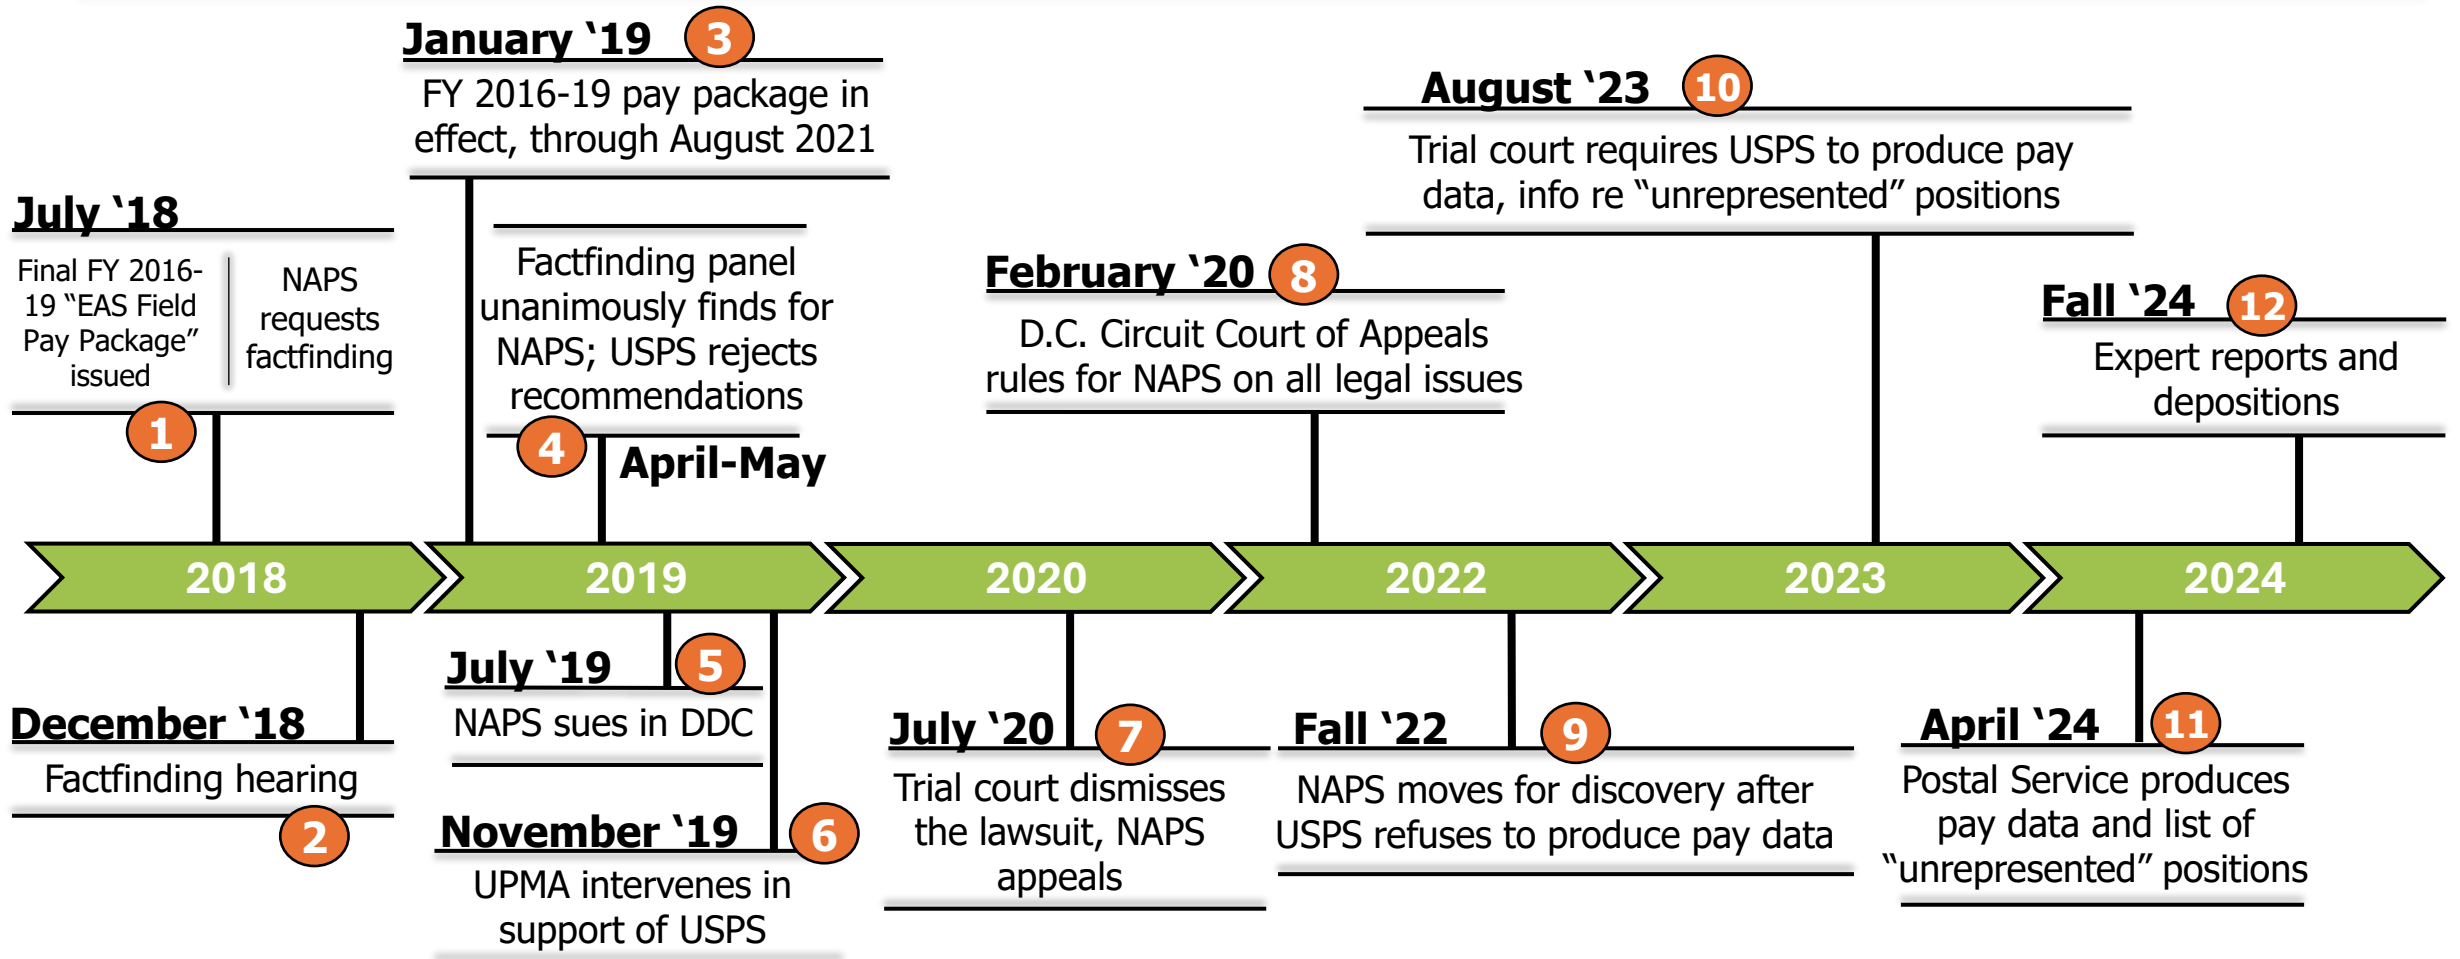 July ‘18
Final FY 2016-
19 “EAS Field
Pay Package”
issued
NAPS
requests
factfinding
1
December ‘18
Factfinding hearing
2
January ‘19
3
FY 2016-19 pay package in
effect, through August 2021
Factfinding panel
unanimously finds for
NAPS; USPS rejects
recommendations
4
April-May
July ‘19
5
NAPS sues in DDC
November ‘19
6
UPMA intervenes in
support of USPS
July ‘20
7
Trial court dismisses
the lawsuit, NAPS
appeals
February ‘20
8
D.C. Circuit Court of Appeals
rules for NAPS on all legal issues
Fall ‘22
9
NAPS moves for discovery after
USPS refuses to produce pay data
August ‘23
10
Trial court requires USPS to produce pay
data, info re “unrepresented” positions
April ‘24
11
Postal Service produces
pay data and list of
“unrepresented” positions
Fall ‘24
12
Expert reports and
depositions
2018
2019
2020
2022
2023
2024